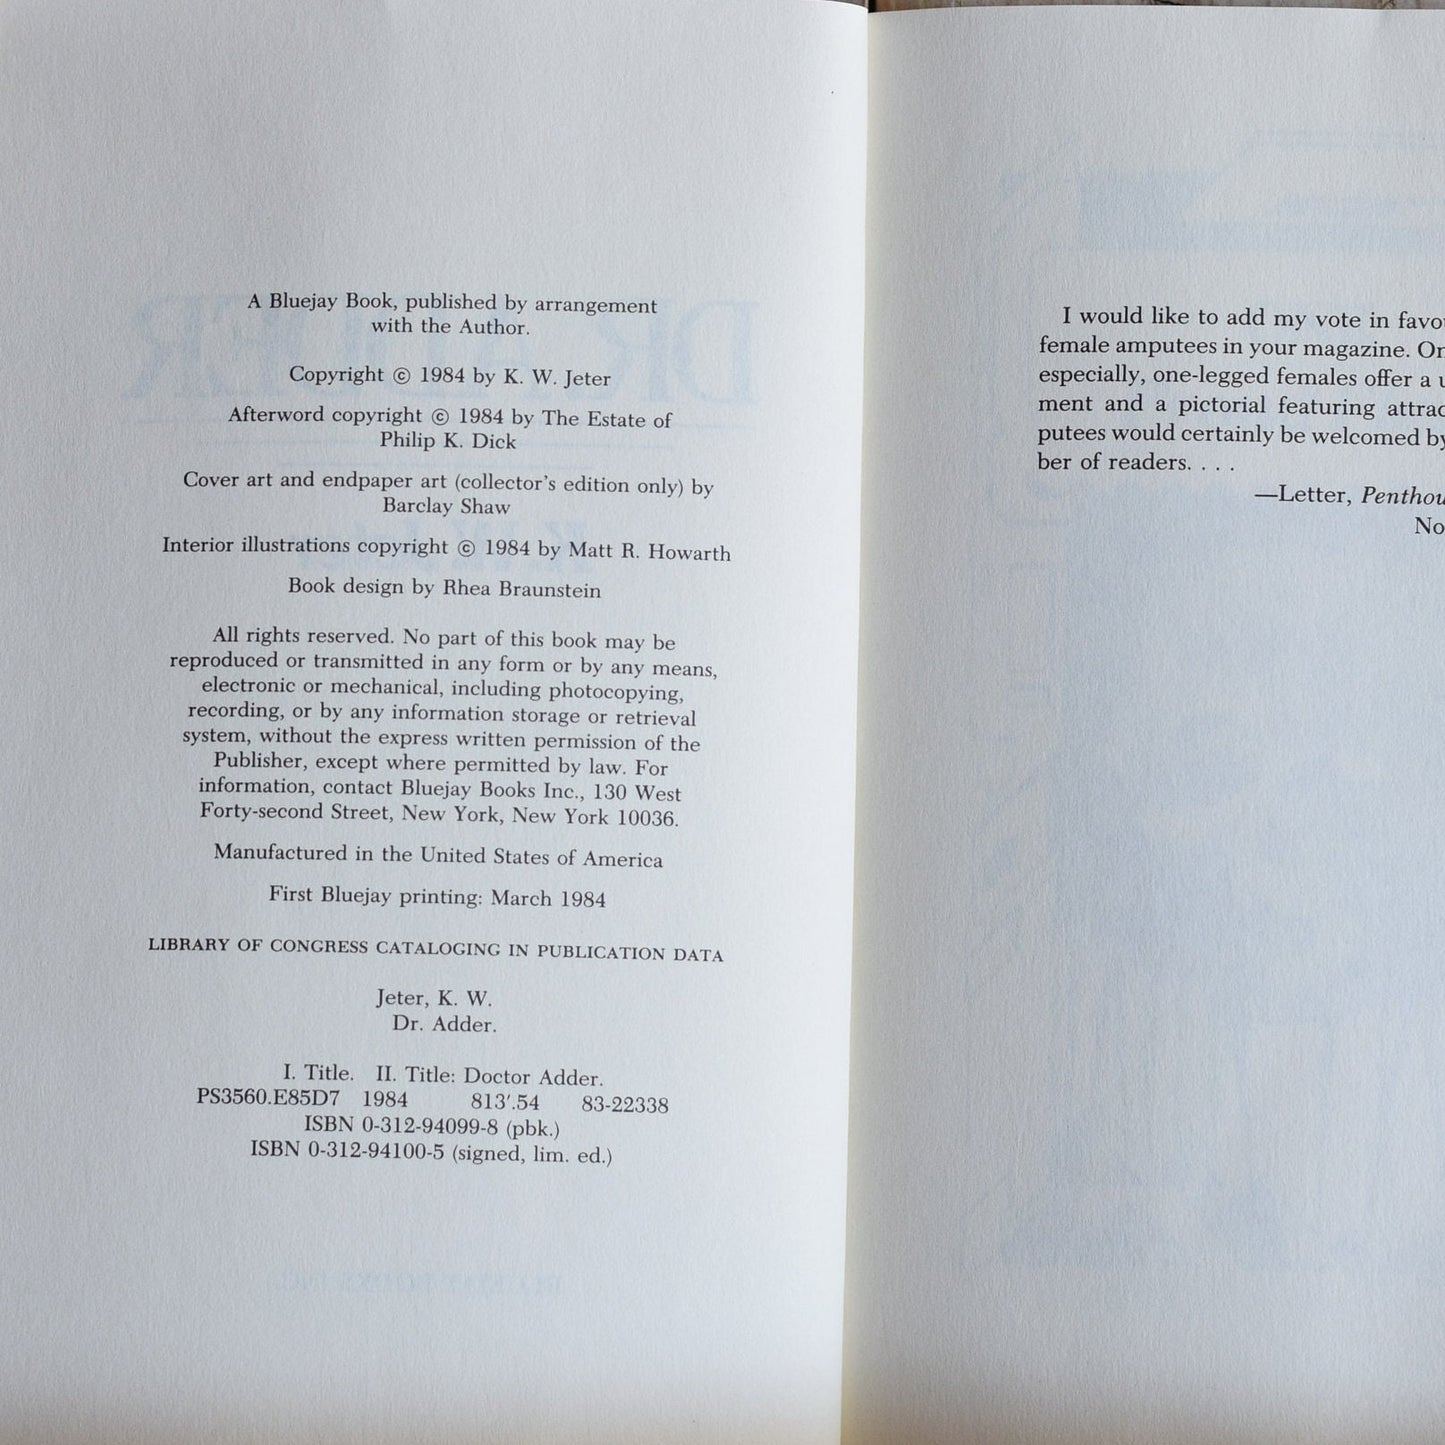 A Bluejay Book, published by arrangement
with the Author.
Copyright © 1984 by K. W. Jeter
Afterword copyright © 1984 by The Estate of
Philip K. Dick
Cover art and endpaper art (collector's edition only) by
Barclay Shaw
Interior illustrations copyright © 1984 by Matt R. Howarth
Book design by Rhea Braunstein
All rights reserved. No part of this book may be
reproduced or transmitted in any form or by any means,
electronic or mechanical, including photocopying,
recording, or by any information storage or retrieval
system, without the express written permission of the
Publisher, except where permitted by law. For
information, contact Bluejay Books Inc., 130 West
Forty-second Street, New York, New York 10036.
Manufactured in the United States of America
First Bluejay printing: March 1984
LIBRARY OF CONGRESS CATALOGING IN PUBLICATION DATA
Jeter, K. W.
Dr. Adder.
I. Title. II. Title: Doctor Adder.
PS3560.E85D7 1984 813'.54 83-22338
ISBN 0-312-94099-8 (pbk.)
ISBN 0-312-94100-5 (signed, lim. ed.)
I would like to add my vote in
female amputees in your magazine.
especially, one-legged females offer a
ment and a pictorial featuring
putees would certainly be welcomed by
ber of readers. . . .
—Letter,